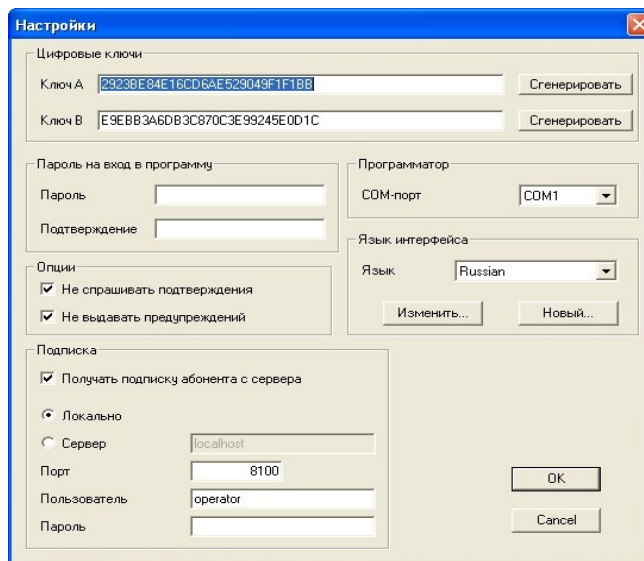 Настройки
Цифровые ключи
Ключ A 2923BE84E16CD6AE529049F1F1BB Сгенерировать
Ключ B E9EBB3A6DB3C870C3E99245E0D1C Сгенерировать
Пароль на вход в программу
Пароль
Подтверждение
Программатор
COM-порт COM1
Язык интерфейса
Язык Russian
Изменить... Новый...
Опции
Не спрашивать подтверждения
Не выдавать предупреждений
Подписка
Получать подписку абонента с сервера
Локально
Сервер localhost
Порт 8100
Пользователь operator
Пароль
OK
Cancel